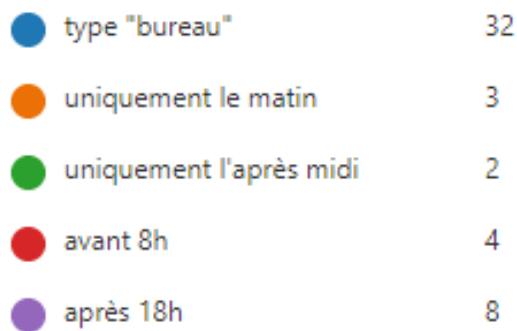 type "bureau" 32
uniquement le matin 3
uniquement l'après midi 2
avant 8h 4
après 18h 8